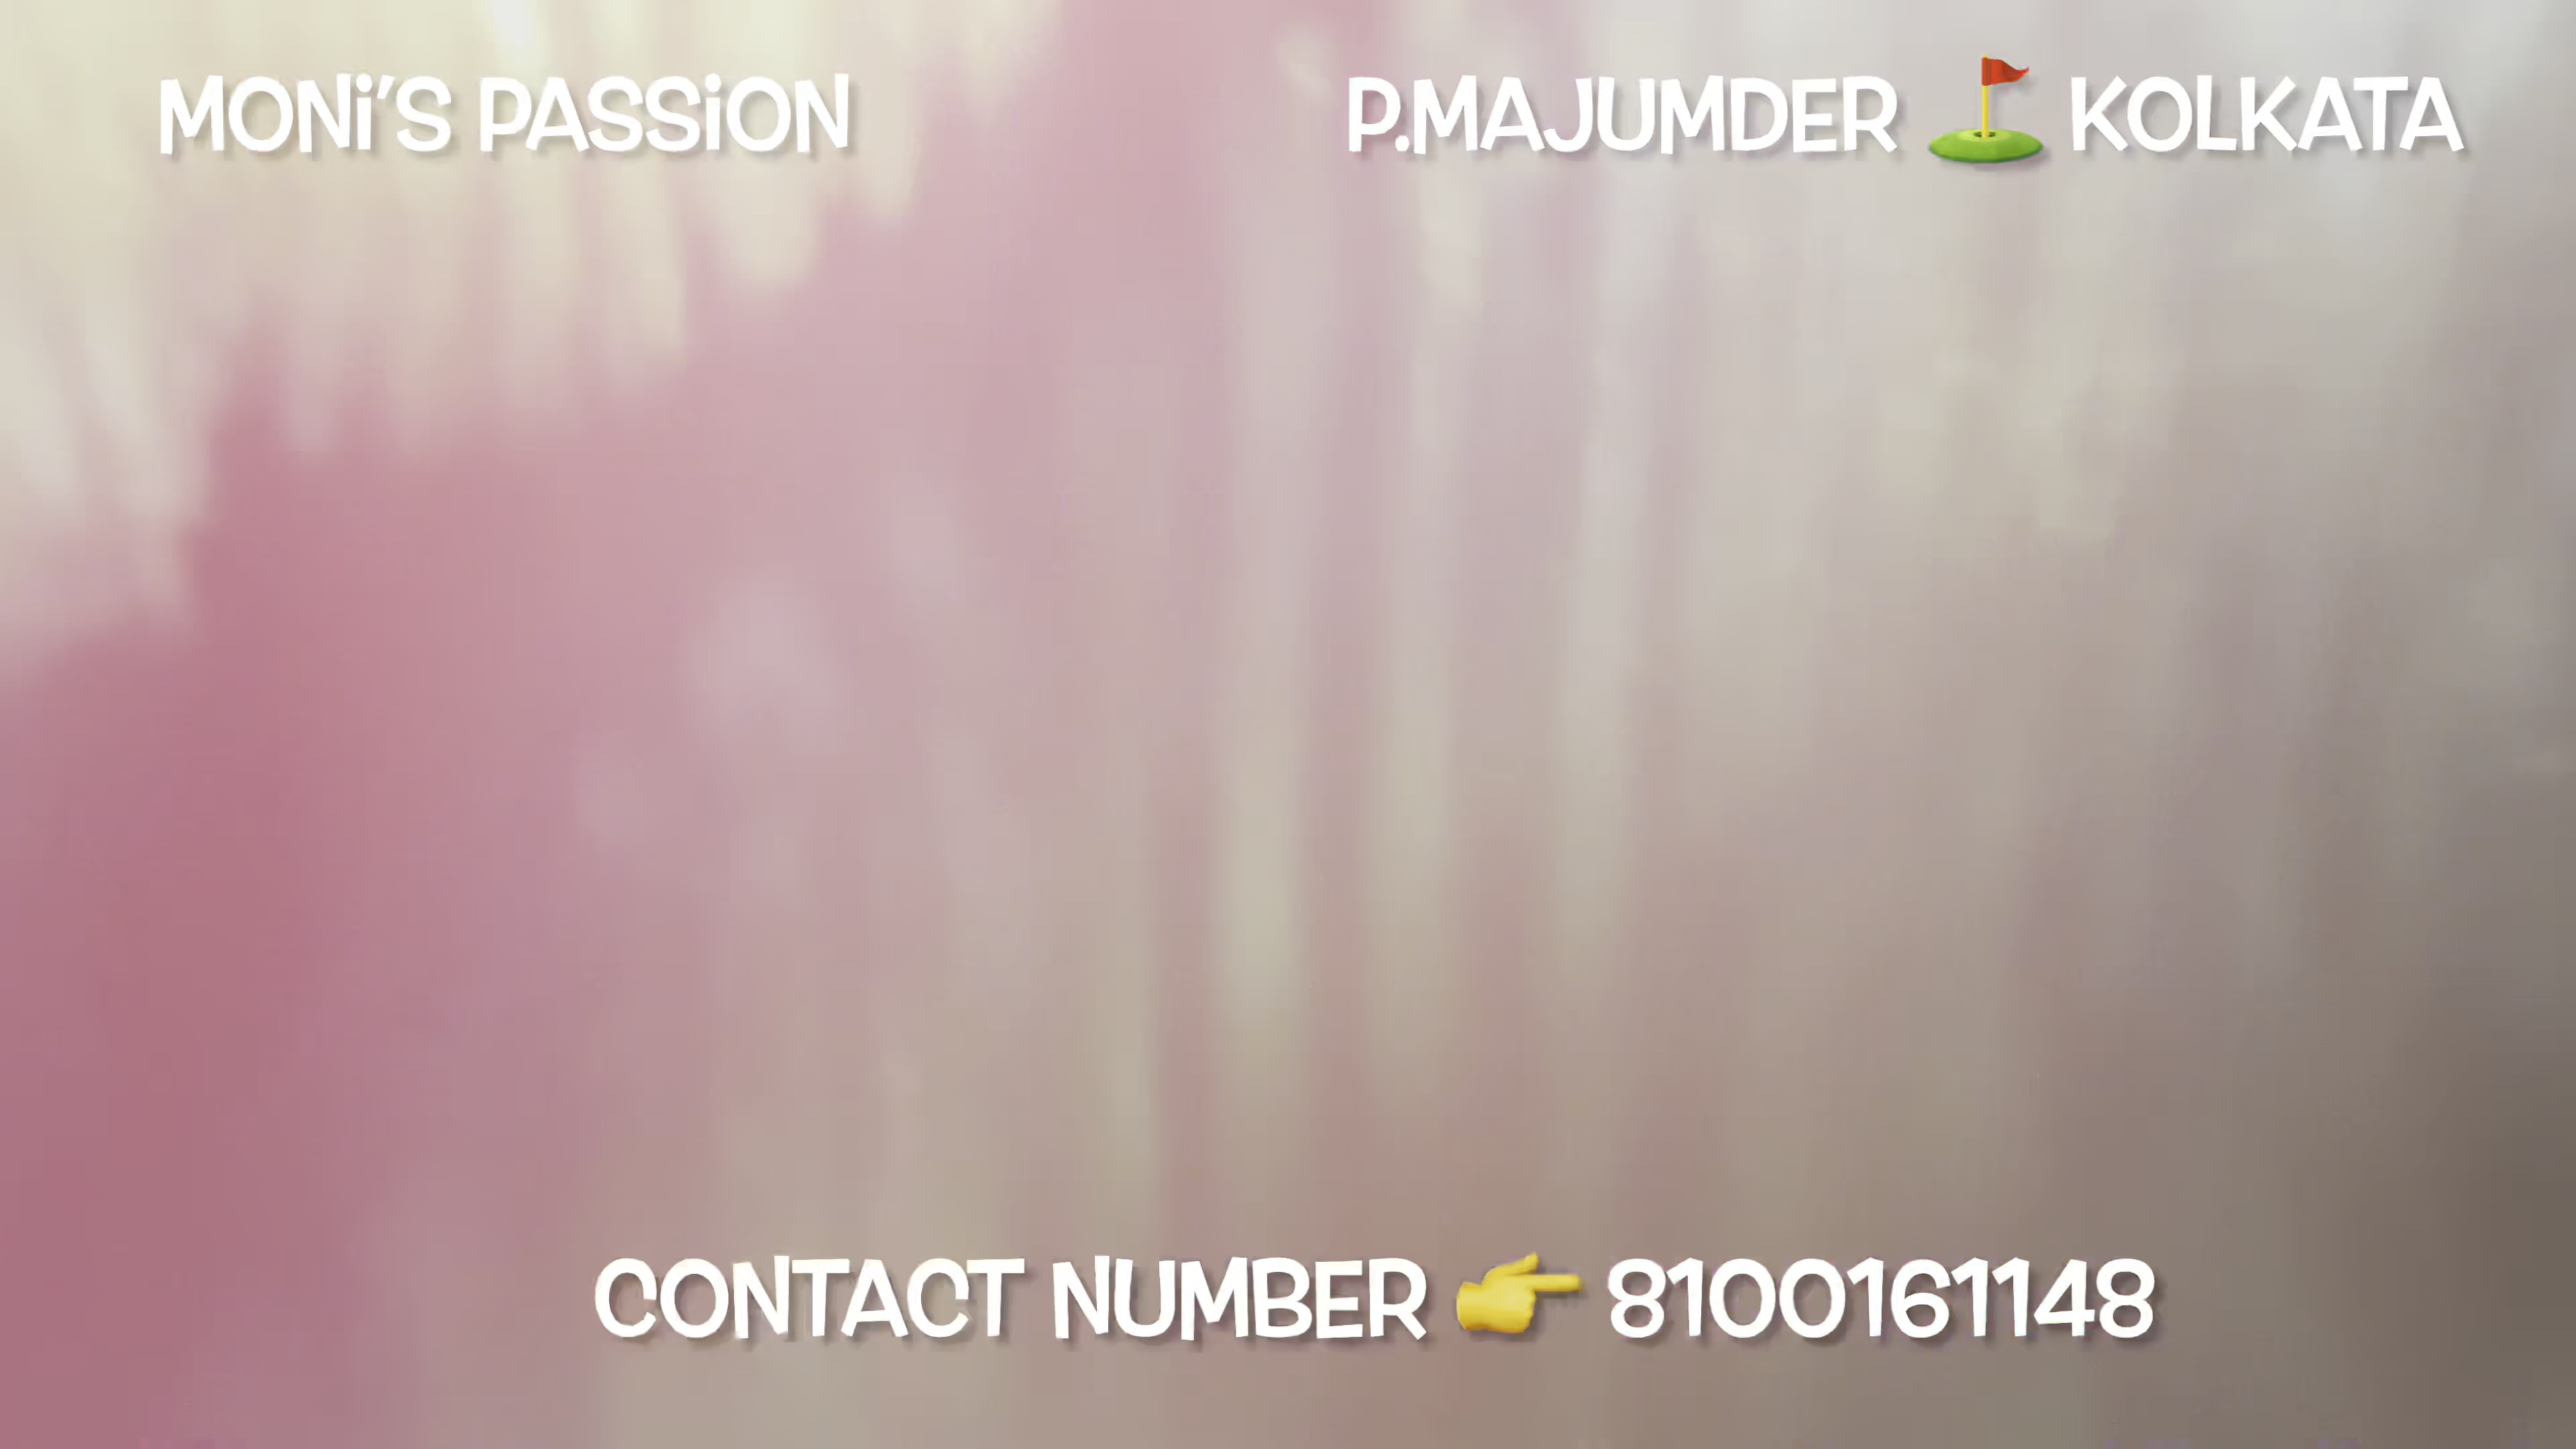 MONi'S PASSiON
P.MAJUMDER ⛳ KOLKATA
CONTACT NUMBER 👉 8100161148